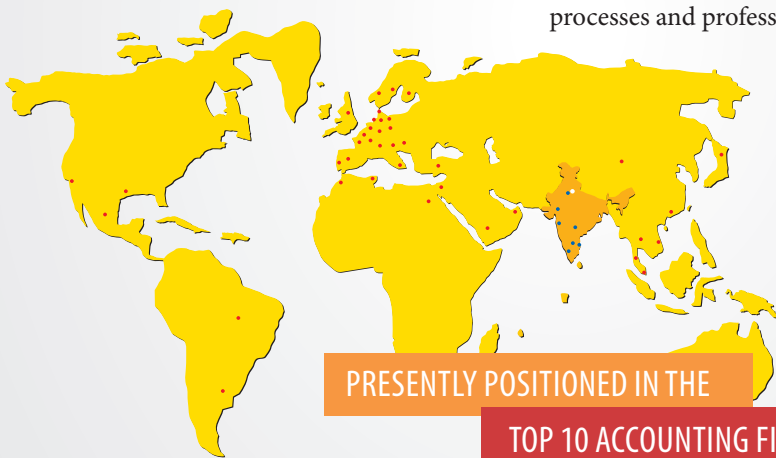 processes and profess
PRESENTLY POSITIONED IN THE
TOP 10 ACCOUNTING FI